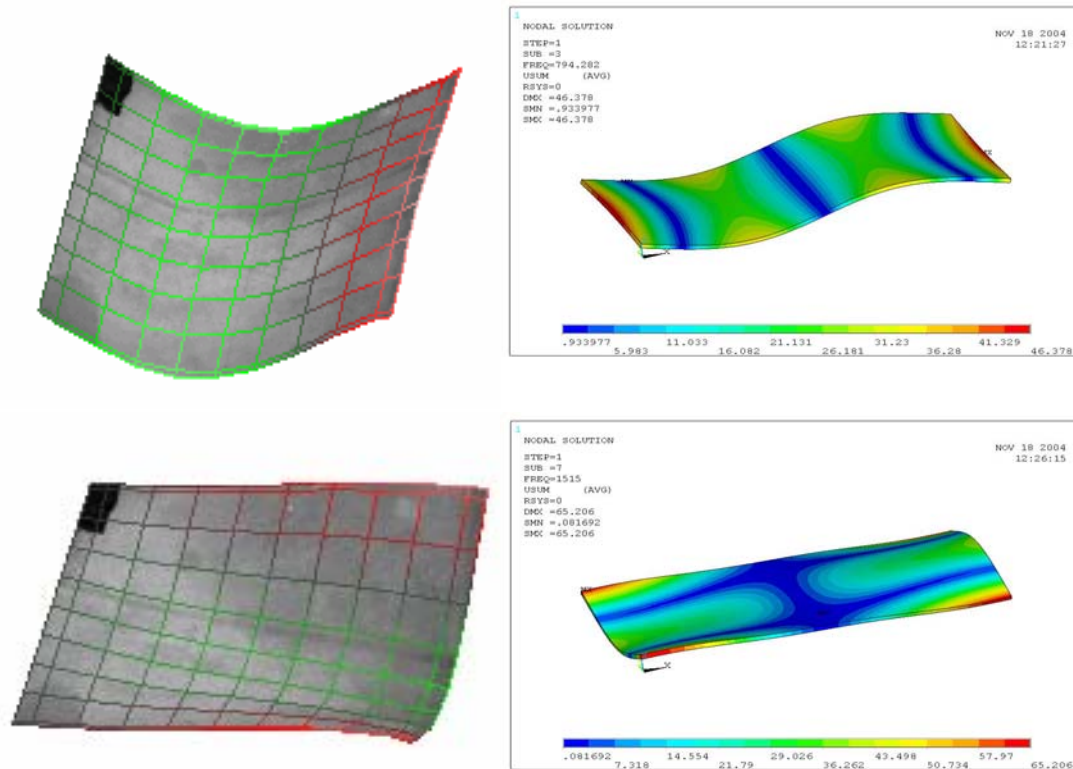 1
NODAL SOLUTION
NOV 18 2004
12:21:27
STEP=1
SUB =3
FREQ=794.282
USUM (AVG)
RSYS=0
DMX =46.378
SMN =.933977
SMX =46.378
MX
X
.933977 11.033 21.131 31.23 41.329
5.983 16.082 26.181 36.28 46.378
1
NODAL SOLUTION
NOV 18 2004
12:26:15
STEP=1
SUB =7
FREQ=1515
USUM (AVG)
RSYS=0
DMX =65.206
SMN =.081692
SMX =65.206
X
.081692 14.554 29.026 43.498 57.97
7.318 21.79 36.262 50.734 65.206